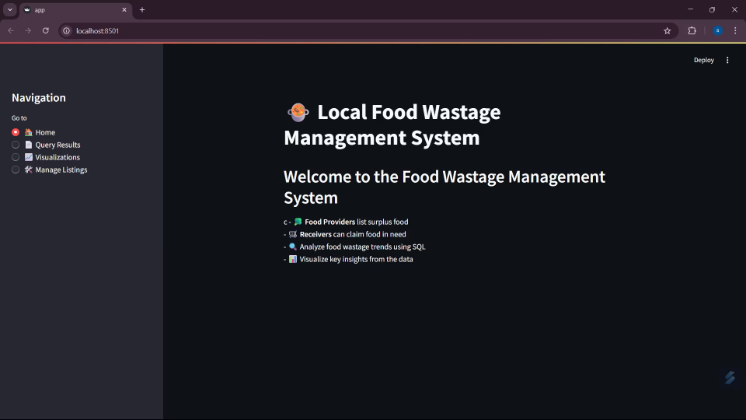 app
localhost:8501
Deploy
Navigation
Go to
Home
Query Results
Visualizations
Manage Listings
Local Food Wastage
Management System
Welcome to the Food Wastage Management
System
c - Food Providers list surplus food
- Receivers can claim food in need
- Analyze food wastage trends using SQL
- Visualize key insights from the data